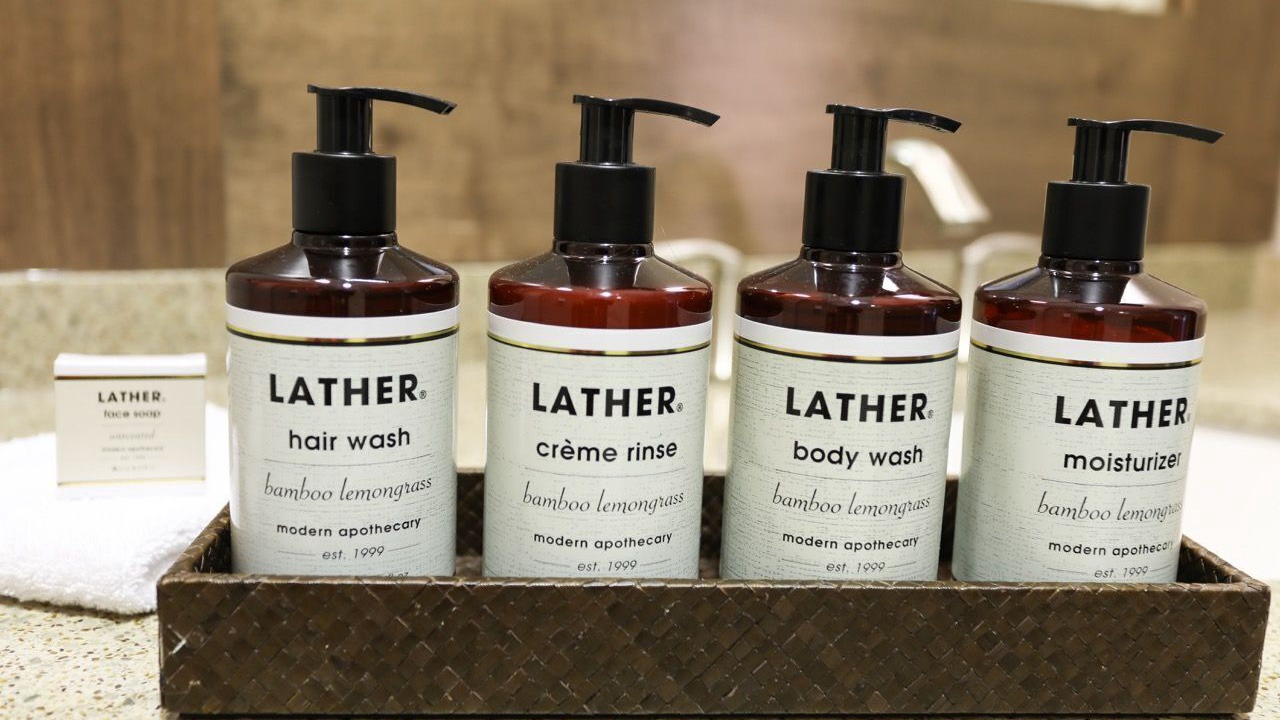 LATHER®
face soap
unscented
LATHER®
hair wash
bamboo lemongrass
modern apothecary
est. 1999
LATHER®
crème rinse
bamboo lemongrass
modern apothecary
est. 1999
LATHER®
body wash
bamboo lemongrass
modern apothecary
est. 1999
LATHER
moisturizer
bamboo lemongrass
modern apothecary
est. 1999